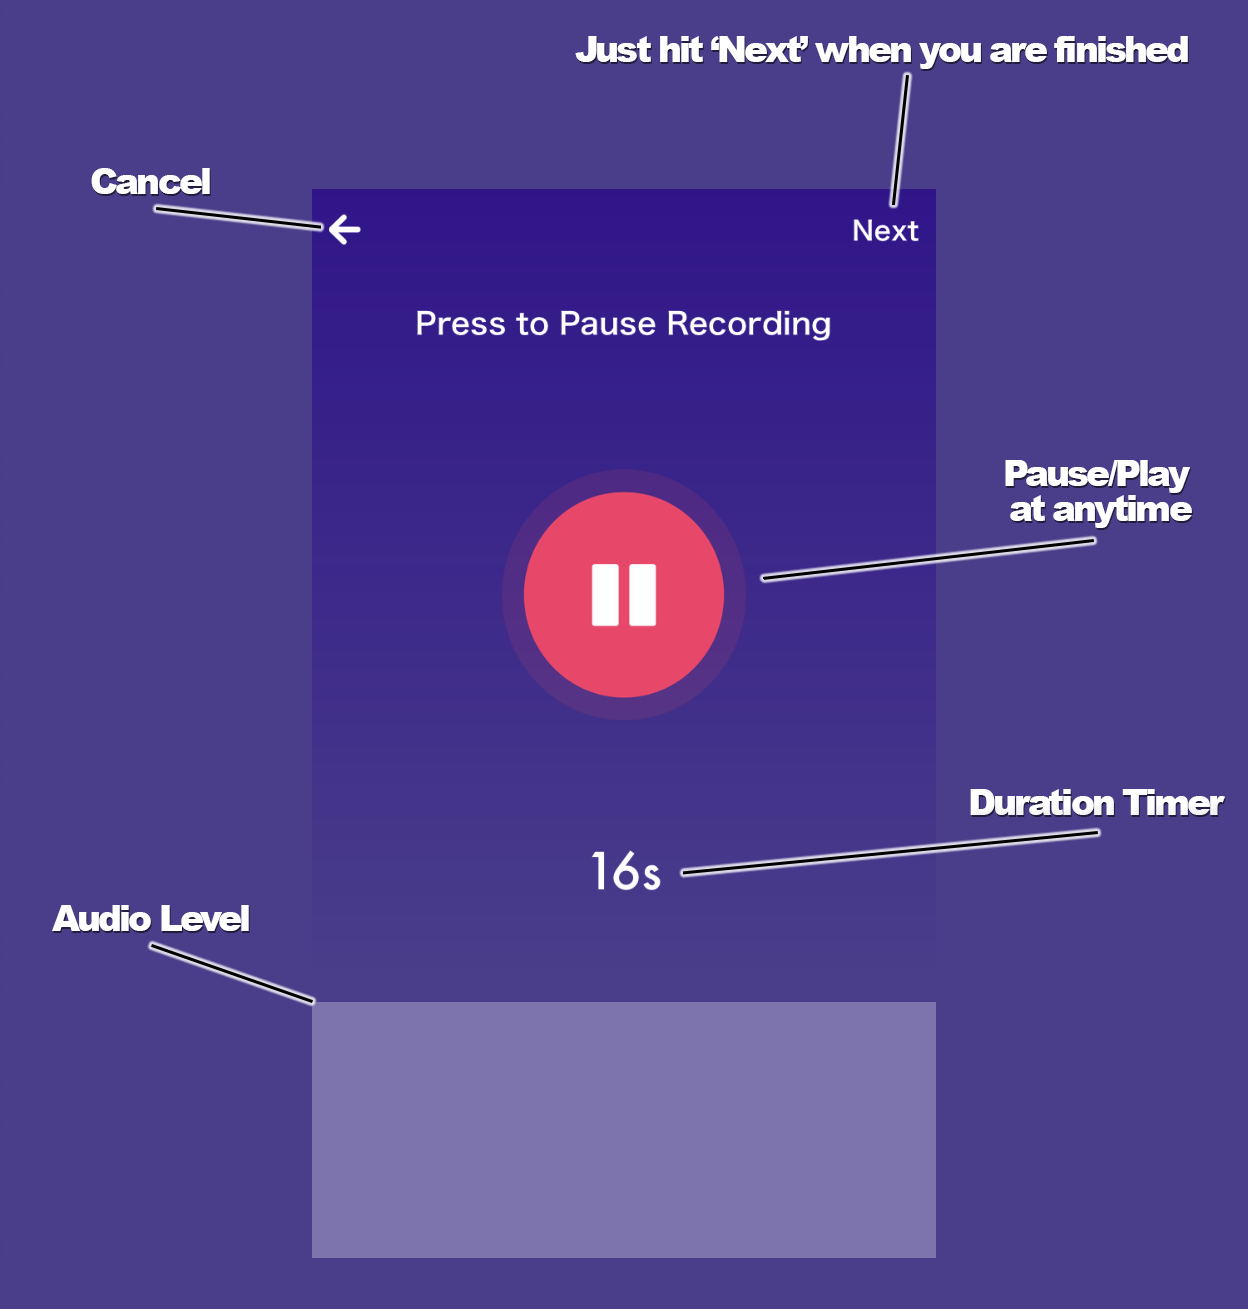 Just hit ‘Next’ when you are finished
Cancel
Next
Press to Pause Recording
Pause/Play
at anytime
Duration Timer
16s
Audio Level